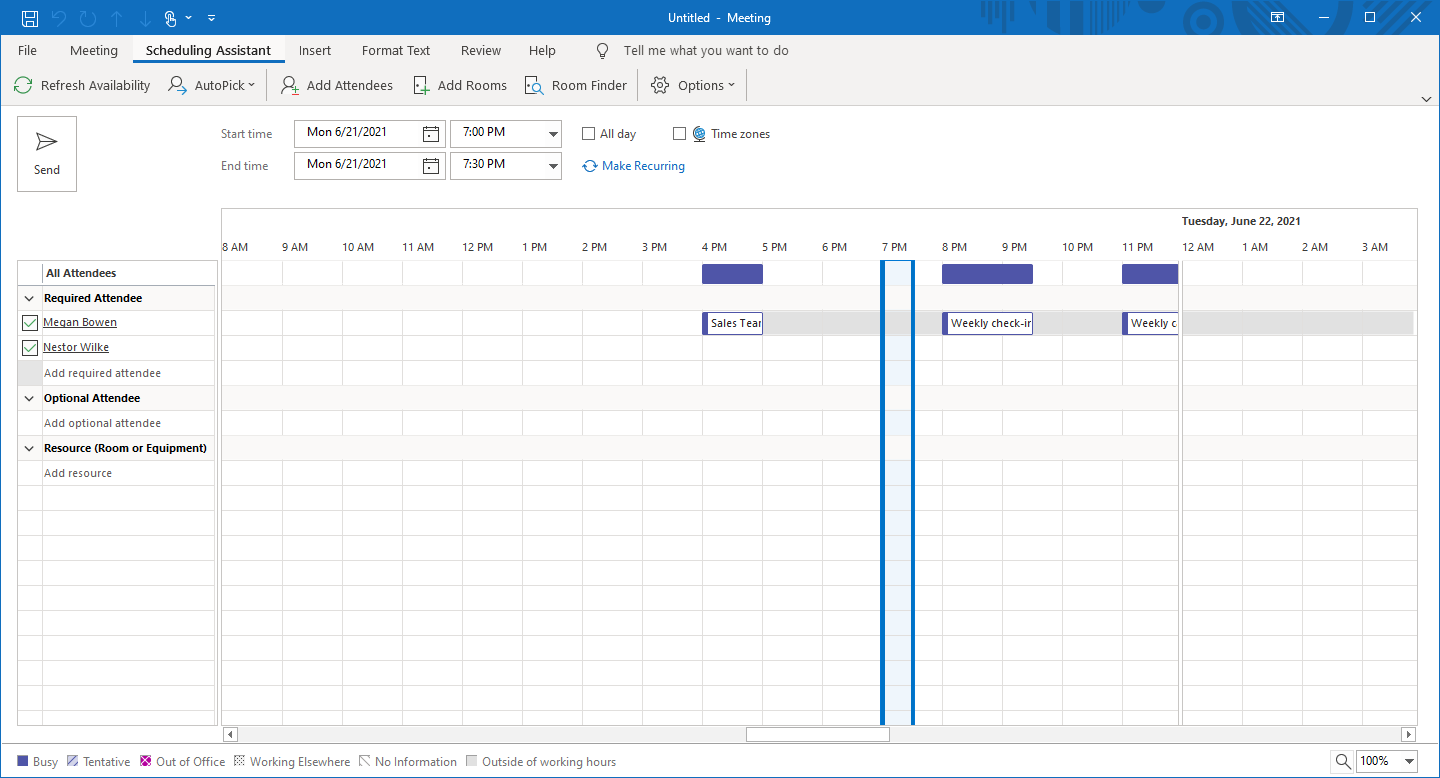 Untitled - Meeting
File Meeting Scheduling Assistant Insert Format Text Review Help Tell me what you want to do
Refresh Availability AutoPick Add Attendees Add Rooms Room Finder Options
Send
Start time Mon 6/21/2021 7:00 PM All day Time zones
End time Mon 6/21/2021 7:30 PM Make Recurring
Tuesday, June 22, 2021
8 AM 9 AM 10 AM 11 AM 12 PM 1 PM 2 PM 3 PM 4 PM 5 PM 6 PM 7 PM 8 PM 9 PM 10 PM 11 PM 12 AM 1 AM 2 AM 3 AM
All Attendees
Required Attendee
Megan Bowen Sales Tear Weekly check-ir Weekly c
Nestor Wilke
Add required attendee
Optional Attendee
Add optional attendee
Resource (Room or Equipment)
Add resource
Busy Tentative Out of Office Working Elsewhere No Information Outside of working hours 100%